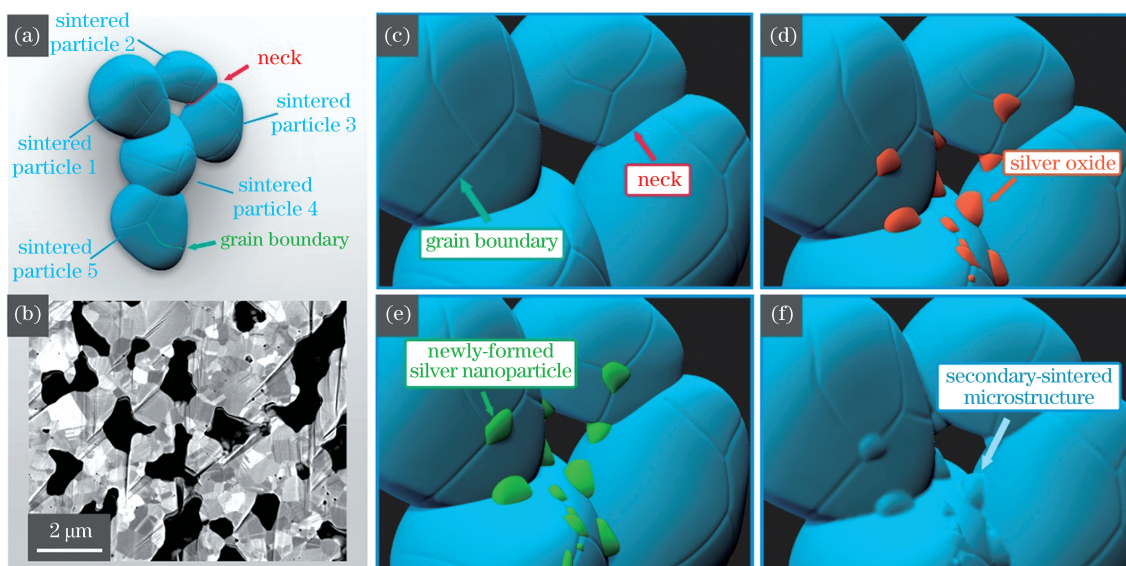 (a)
sintered
particle 2
neck
sintered
particle 3
sintered
particle 1
sintered
particle 4
grain boundary
sintered
particle 5
(b)
2 μm
(c)
neck
grain boundary
(d)
silver oxide
(e)
newly-formed
silver nanoparticle
(f)
secondary-sintered
microstructure